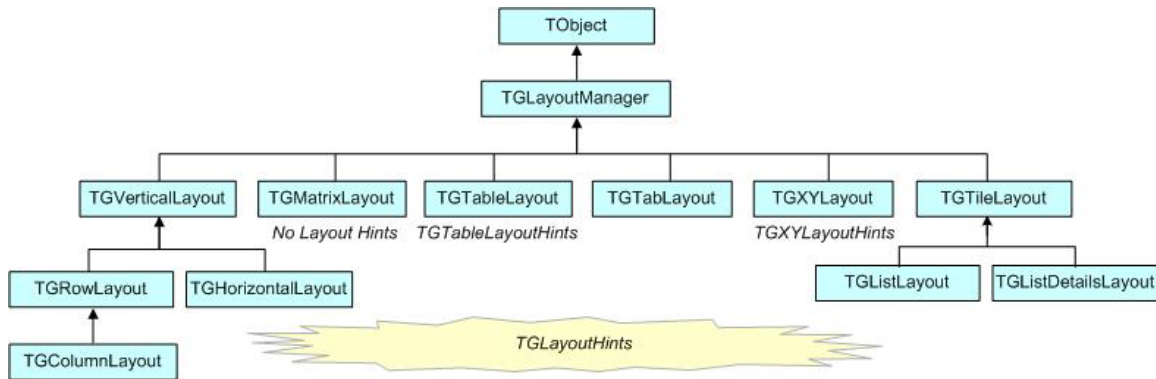 TObject
TGLayoutManager
TGVerticalLayout
TGMatrixLayout
TGTableLayout
TGTabLayout
TGXYLayout
TGTileLayout
No Layout Hints
TGTableLayoutHints
TGXYLayoutHints
TGRowLayout
TGHorizontalLayout
TGListLayout
TGListDetailsLayout
TGLayoutHints
TGColumnLayout